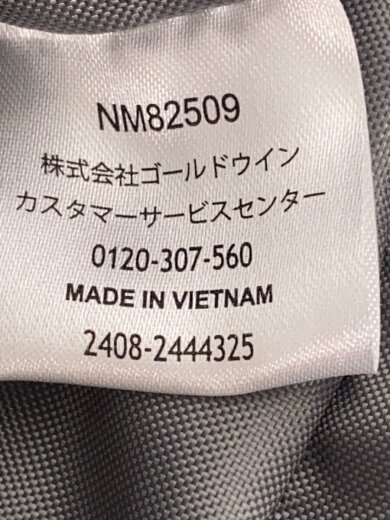 NM82509
株式会社ゴールドウイン
カスタマーサービスセンター
0120-307-560
MADE IN VIETNAM
2408-2444325